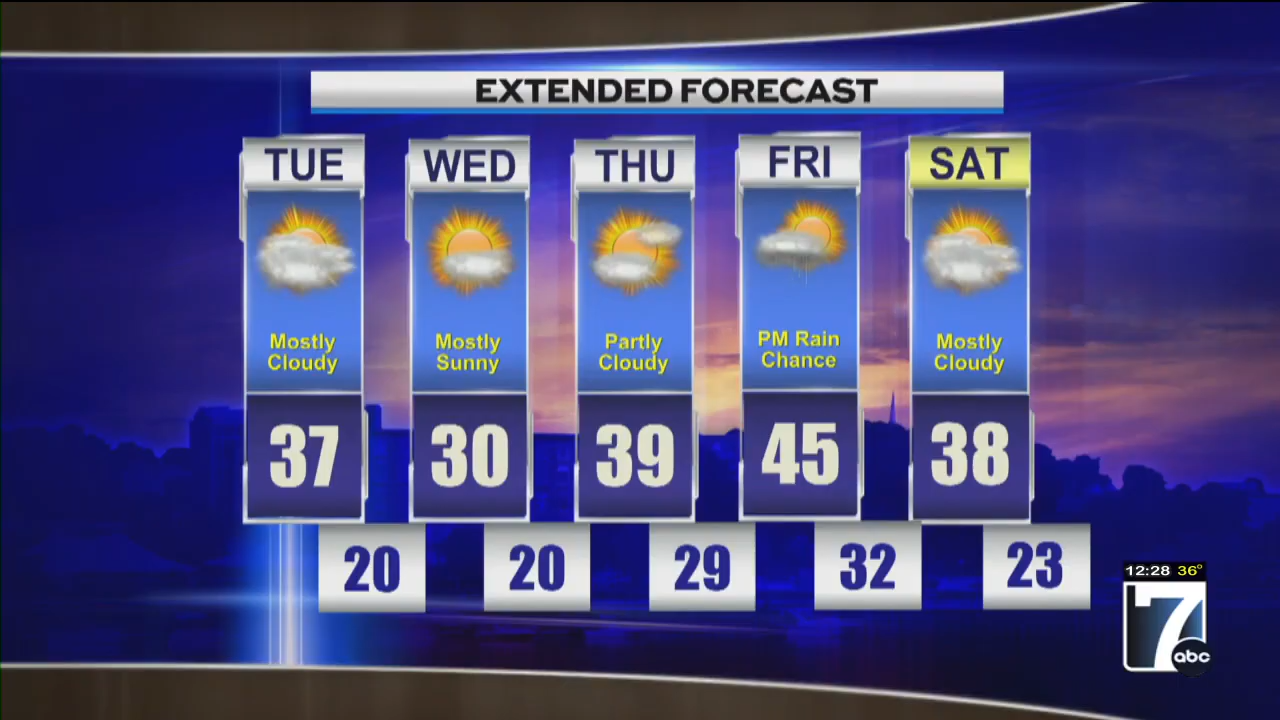 EXTENDED FORECAST
TUE
WED
THU
FRI
SAT
Mostly
Cloudy
Mostly
Sunny
Partly
Cloudy
PM Rain
Chance
Mostly
Cloudy
37
30
39
45
38
20
20
29
32
23
12:28 36°
7
abc